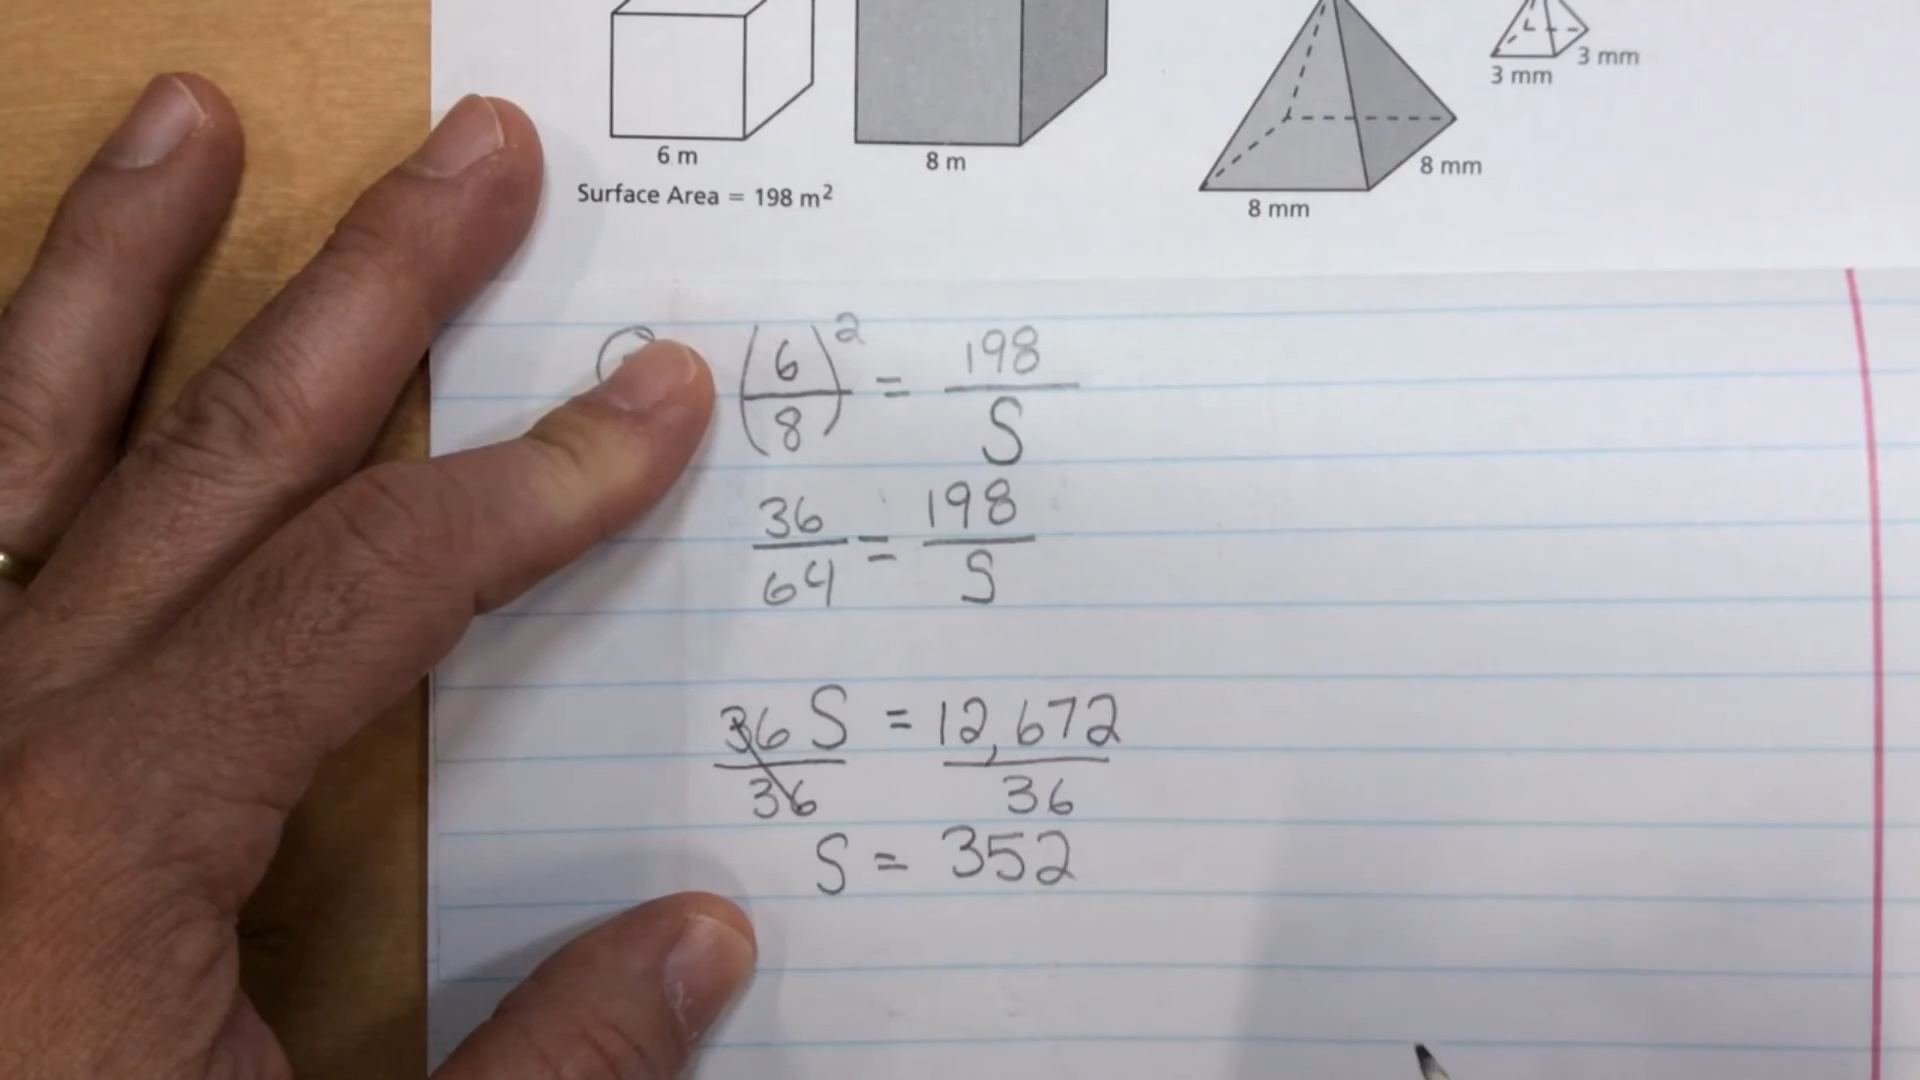 3 mm
3 mm
6 m
8 m
8 mm
Surface Area = 198 m²
8 mm
(6/8)² = 198/S
36/64 = 198/S
36 S/36 = 12,672/36
S = 352